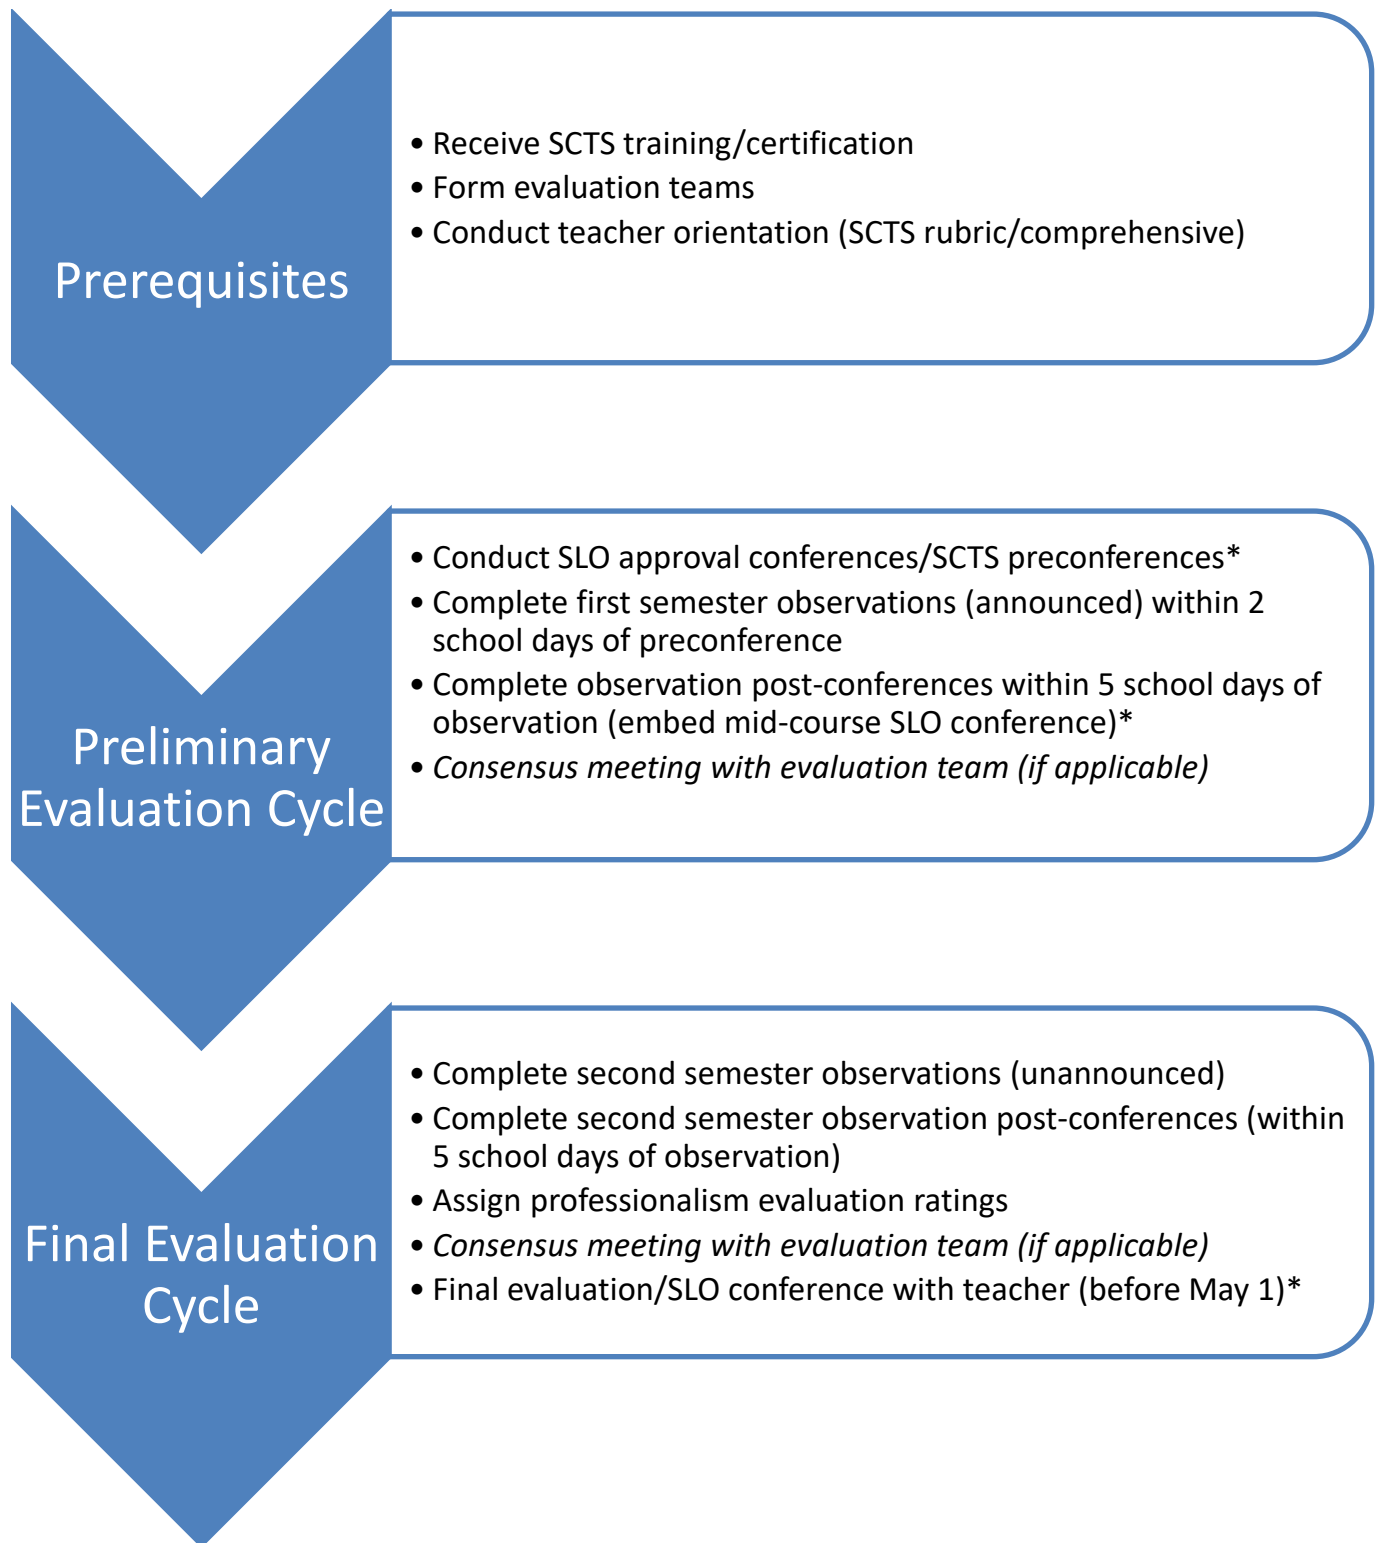 Prerequisites
• Receive SCTS training/certification
• Form evaluation teams
• Conduct teacher orientation (SCTS rubric/comprehensive)
Preliminary
Evaluation Cycle
• Conduct SLO approval conferences/SCTS preconferences*
• Complete first semester observations (announced) within 2
school days of preconference
• Complete observation post-conferences within 5 school days of
observation (embed mid-course SLO conference)*
• Consensus meeting with evaluation team (if applicable)
Final Evaluation
Cycle
• Complete second semester observations (unannounced)
• Complete second semester observation post-conferences (within
5 school days of observation)
• Assign professionalism evaluation ratings
• Consensus meeting with evaluation team (if applicable)
• Final evaluation/SLO conference with teacher (before May 1)*